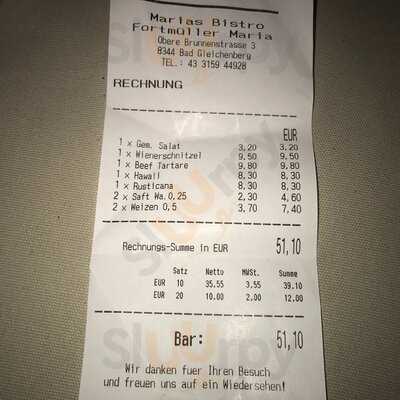 Marias Bistro
Fortmüller Maria
Obere Brunnenstrasse 3
8344 Bad Gleichenberg
TEL.: 43 3159 44928
RECHNUNG
EUR
1 x Gem. Salat 3,20 3,20
1 x Wienerschnitzel 9,50 9,50
1 x Beef Tartare 9,80 9,80
1 x Hawaii 8,30 8,30
1 x Rusticana 8,30 8,30
2 x Saft Wa.0,25 2,30 4,60
2 x Weizen 0,5 3,70 7,40
Rechnungs-Summe in EUR 51,10
Satz Netto MWSt. Summe
EUR 10 35.55 3.55 39.10
EUR 20 10.00 2.00 12.00
Bar: 51,10
Wir danken fuer Ihren Besuch
und freuen uns auf ein Wiedersehen!
Sluurpy
Sluurpy
Sluurpy